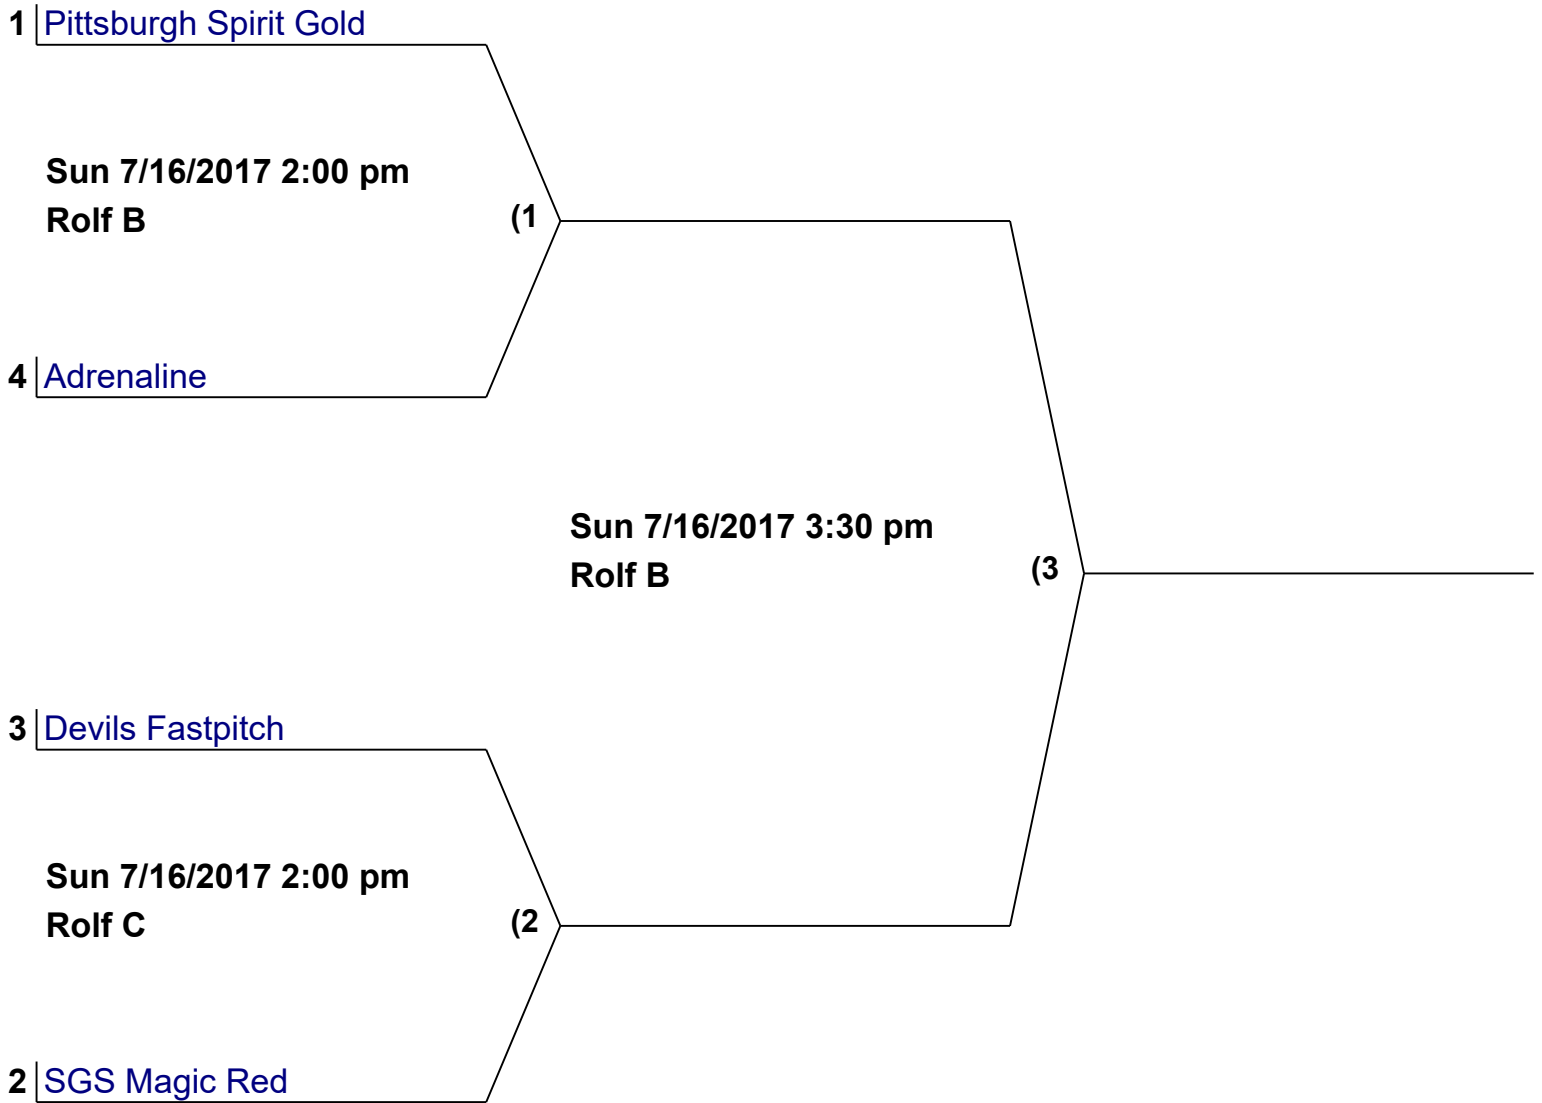 1 Pittsburgh Spirit Gold
Sun 7/16/2017 2:00 pm
Rolf B
(1
4 Adrenaline
Sun 7/16/2017 3:30 pm
Rolf B
(3
3 Devils Fastpitch
Sun 7/16/2017 2:00 pm
Rolf C
(2
2 SGS Magic Red